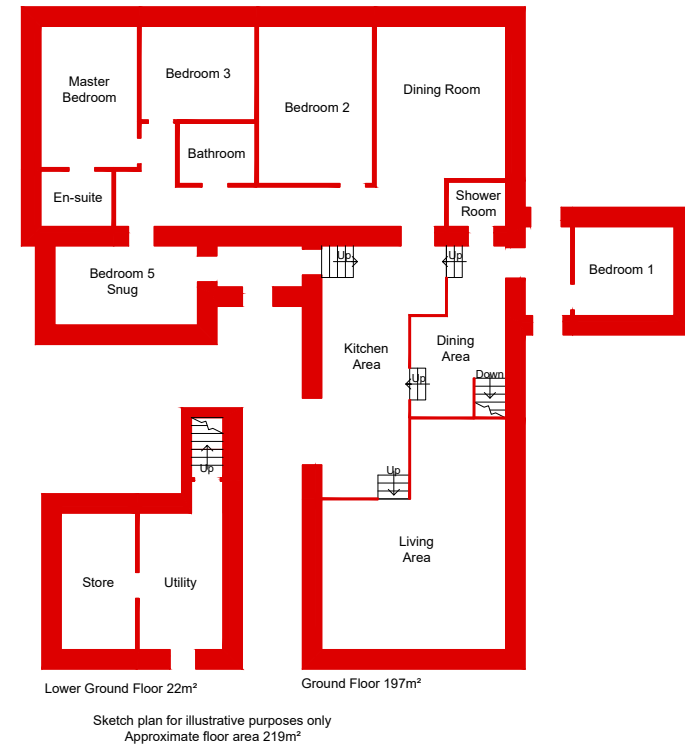 Master
Bedroom
Bedroom 3
Bedroom 2
Dining Room
Bathroom
En-suite
Shower
Room
Bedroom 5
Snug
Up
Up
Bedroom 1
Kitchen
Area
Dining
Area
Up
Down
Up
Up
Living
Area
Store
Utility
Lower Ground Floor 22m²
Ground Floor 197m²
Sketch plan for illustrative purposes only
Approximate floor area 219m²